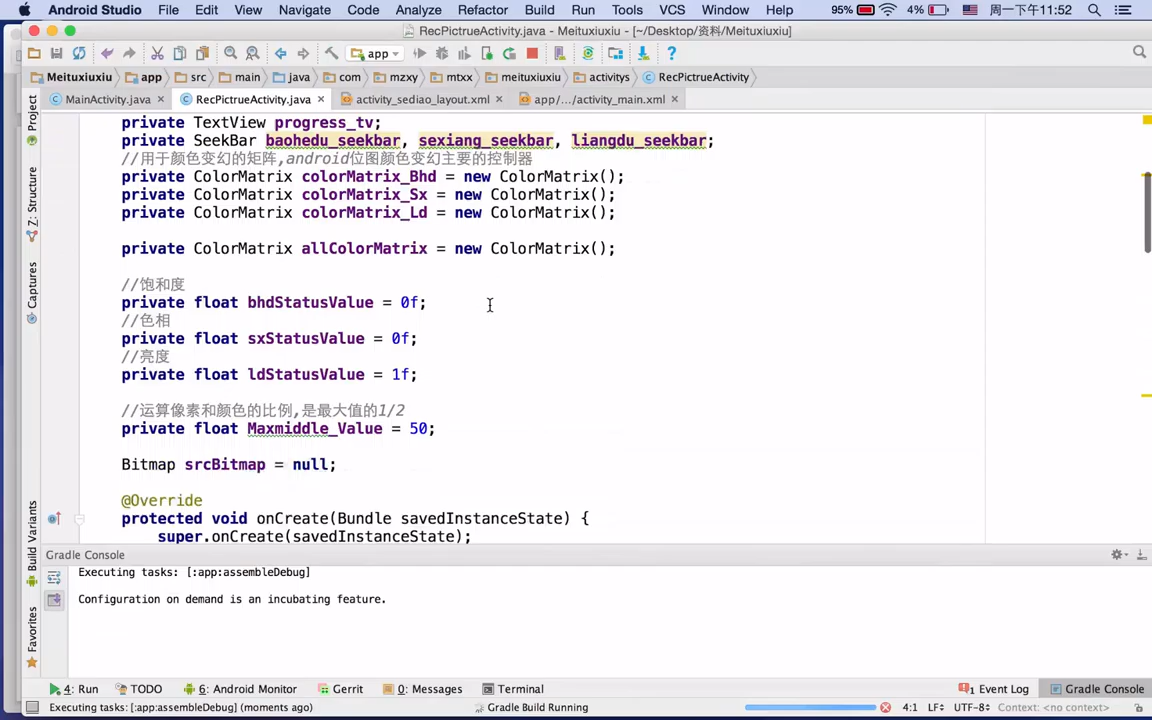 Android Studio File Edit View Navigate Code Analyze Refactor Build Run Tools VCS Window Help 95% 4% 周一下午11:52
RecPictrueActivity.java - Meituxiuxiu - [~/Desktop/资料/Meituxiuxiu]
app
Meituxiuxiu app src main java com mzxy mtxx meituxiuxiu activitys RecPictrueActivity
MainActivity.java RecPictrueActivity.java activity_sediao_layout.xml app/.../activity_main.xml
Project
Z: Structure
Captures
Build Variants
Favorites
private TextView progress_tv;
private SeekBar baohedu_seekbar, sexiang_seekbar, liangdu_seekbar;
//用于颜色变幻的矩阵,android位图颜色变幻主要的控制器
private ColorMatrix colorMatrix_Bhd = new ColorMatrix();
private ColorMatrix colorMatrix_Sx = new ColorMatrix();
private ColorMatrix colorMatrix_Ld = new ColorMatrix();
private ColorMatrix allColorMatrix = new ColorMatrix();
//饱和度
private float bhdStatusValue = 0f;
//色相
private float sxStatusValue = 0f;
//亮度
private float ldStatusValue = 1f;
//运算像素和颜色的比例,是最大值的1/2
private float Maxmiddle_Value = 50;
Bitmap srcBitmap = null;
@Override
protected void onCreate(Bundle savedInstanceState) {
super.onCreate(savedInstanceState);
Gradle Console
Executing tasks: [:app:assembleDebug]
Configuration on demand is an incubating feature.
4: Run TODO 6: Android Monitor Gerrit 0: Messages Terminal 1 Event Log Gradle Console
Executing tasks: [:app:assembleDebug] (moments ago) Gradle Build Running 4:1 LF÷ UTF-8÷ Context: <no context>